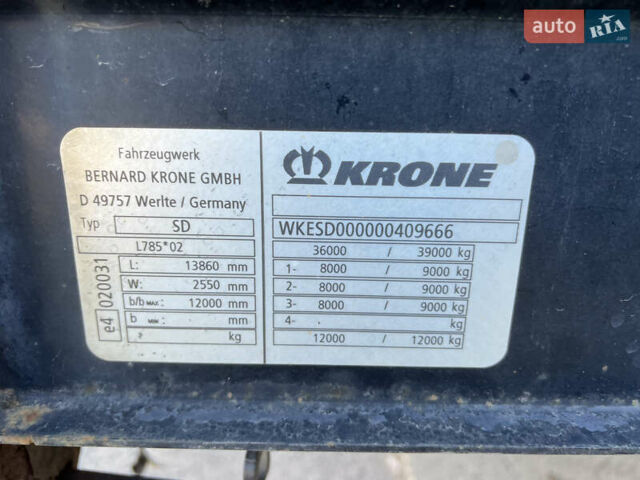 auto RIA.com
Fahrzeugwerk
BERNARD KRONE GMBH
D 49757 Werlte / Germany
Typ SD
L785*02
L: 13860 mm
W: 2550 mm
b/b MAX: 12000 mm
b MIN: mm
kg
e4 020031
KRONE
WKESD000000409666
36000 / 39000 kg
1- 8000 9000 kg
2- 8000 9000 kg
3- 8000 9000 kg
4- kg
12000 / 12000 kg